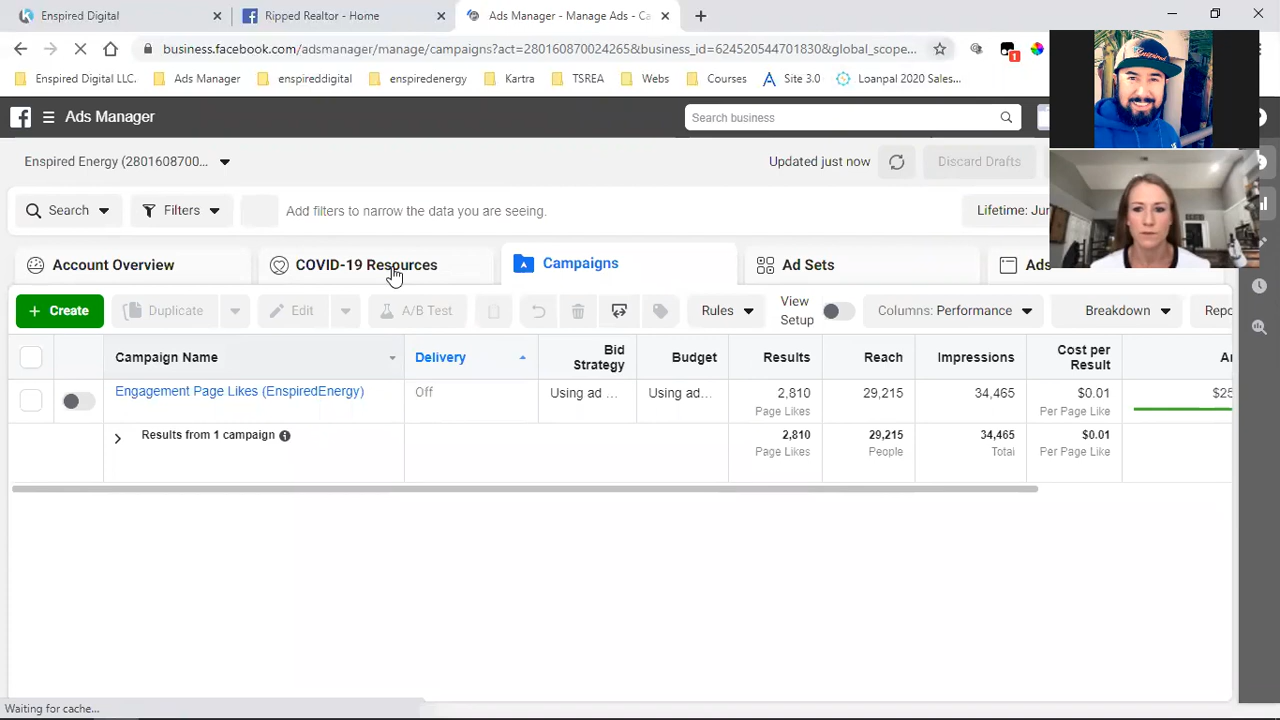 Enspired Digital
Ripped Realtor - Home
Ads Manager - Manage Ads - Ca
business.facebook.com/adsmanager/manage/campaigns?act=280160870024265&business_id=624520544701830&global_scope...
1
Enspired Digital LLC.
Ads Manager
enspireddigital
enspiredenergy
Kartra
TSREA
Webs
Courses
Site 3.0
Loanpal 2020 Sales...
Ads Manager
Search business
Enspired Energy (2801608700...
Updated just now
Discard Drafts
Search
Filters
Add filters to narrow the data you are seeing.
Lifetime: Jun
Account Overview
COVID-19 Resources
Campaigns
Ad Sets
Ads
+ Create
Duplicate
Edit
A/B Test
Rules
View Setup
Columns: Performance
Breakdown
Repo
Campaign Name
Delivery
Bid Strategy
Budget
Results
Reach
Impressions
Cost per Result
Engagement Page Likes (EnspiredEnergy)
Off
Using ad ...
Using ad...
2,810
29,215
34,465
$0.01
$25
Page Likes
Per Page Like
Results from 1 campaign
2,810
29,215
34,465
$0.01
Page Likes
People
Total
Per Page Like
Waiting for cache...